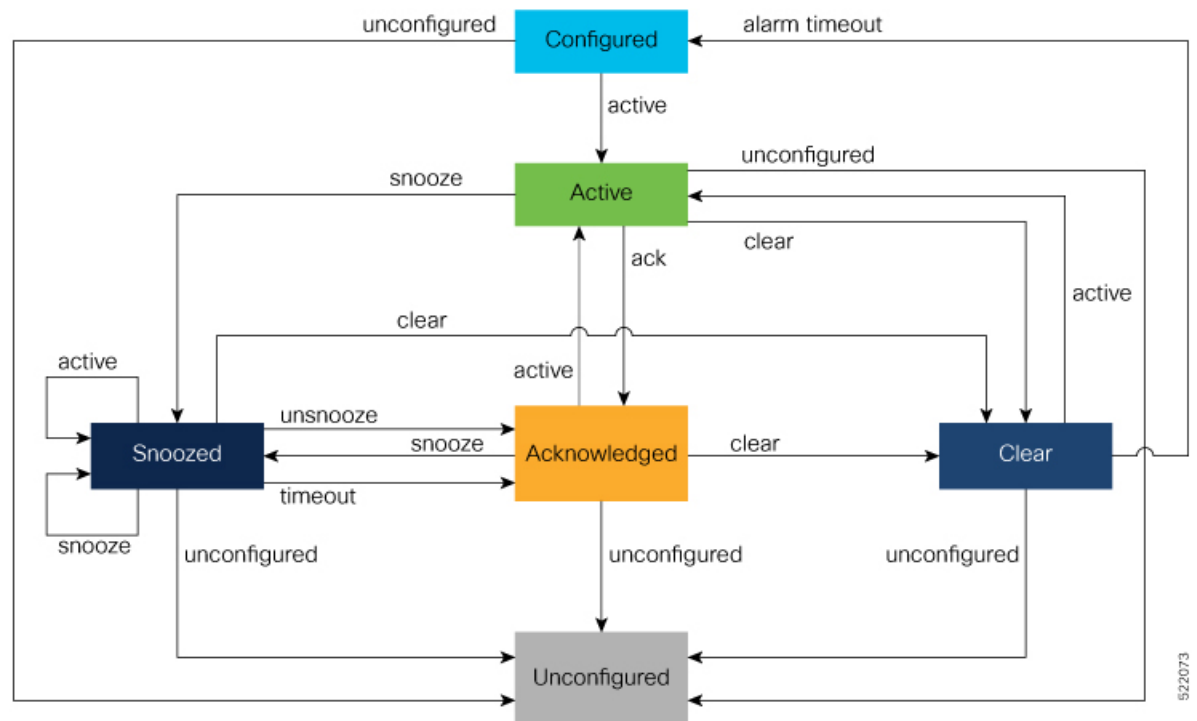 unconfigured
Configured
alarm timeout
active
unconfigured
snooze
Active
clear
ack
active
clear
active
active
unsnooze
Snoozed
snooze
Acknowledged
clear
Clear
timeout
snooze
unconfigured
unconfigured
unconfigured
Unconfigured
522073